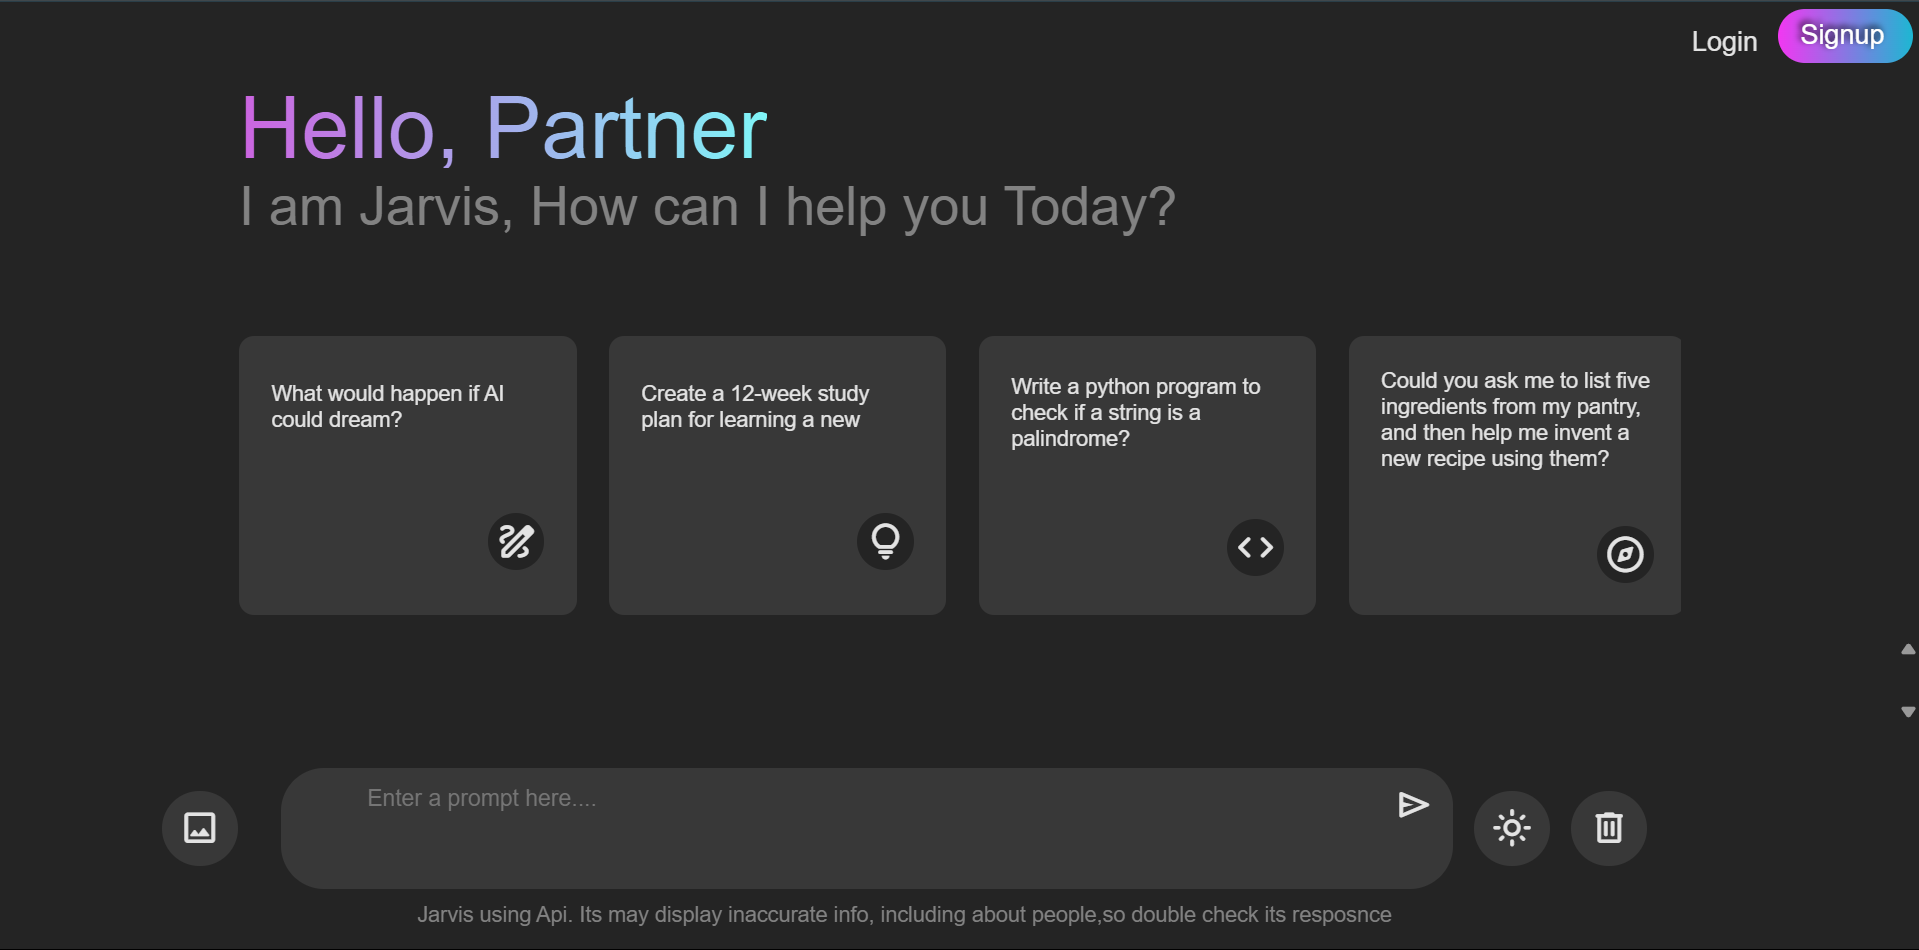 Login
Signup
Hello, Partner
I am Jarvis, How can I help you Today?
What would happen if AI
could dream?
Create a 12-week study
plan for learning a new
Write a python program to
check if a string is a
palindrome?
Could you ask me to list five
ingredients from my pantry,
and then help me invent a
new recipe using them?
Enter a prompt here....
Jarvis using Api. Its may display inaccurate info, including about people,so double check its resposnce